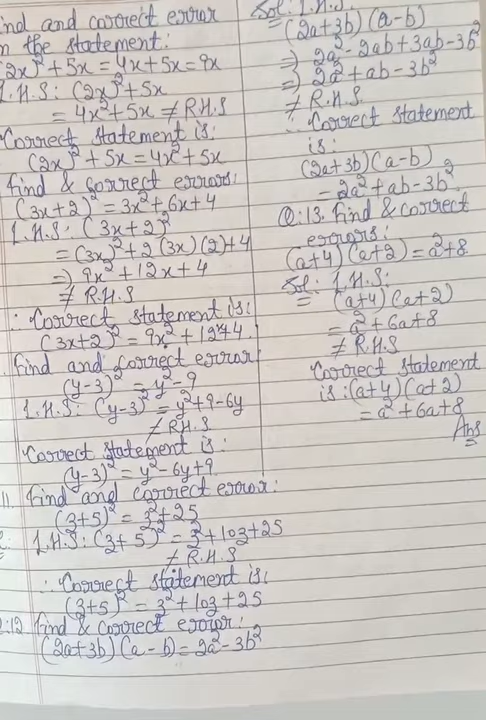 ind and correct error
n the statement:
(2x)² + 5x = 4x + 5x = 9x
L.H.S: (2x)² + 5x
= 4x² + 5x ≠ R.H.S
Correct statement is:
(2x)² + 5x = 4x² + 5x
Find & correct errors:
(3x+2)² = 3x² + 6x + 4
L.H.S: (3x+2)²
= (3x)² + 2(3x)(2) + 4
⇒ 9x² + 12x + 4
≠ R.H.S
∴ Correct statement is:
(3x+2)² = 9x² + 12x+4.
Find and correct error
(y-3)² = y² - 9
L.H.S: (y-3)² = y² + 9 - 6y
≠ R.H.S
Correct statement is:
(y-3)² = y² - 6y + 9.
11. Find and correct error:
(z+5)² = z² + 25
L.H.S: (z+5)² = z² + 10z + 25
≠ R.H.S
∴ Correct statement is:
(z+5)² = z² + 10z + 25
:12 Find & correct error:
(2a+3b)(a-b) = 2a² - 3b²
Sol: L.H.S.
(2a+3b)(a-b)
⇒ 2a² - 2ab + 3ab - 3b²
⇒ 2a² + ab - 3b²
≠ R.H.S.
∴ Correct statement
is:
(2a+3b)(a-b)
= 2a² + ab - 3b².
Q:13. Find & correct
errors:
(a+4)(a+2) = a² + 8
Sol: L.H.S:
(a+4)(a+2)
= a² + 6a + 8
≠ R.H.S
Correct statement
is: (a+4)(a+2)
= a² + 6a + 8
Ans